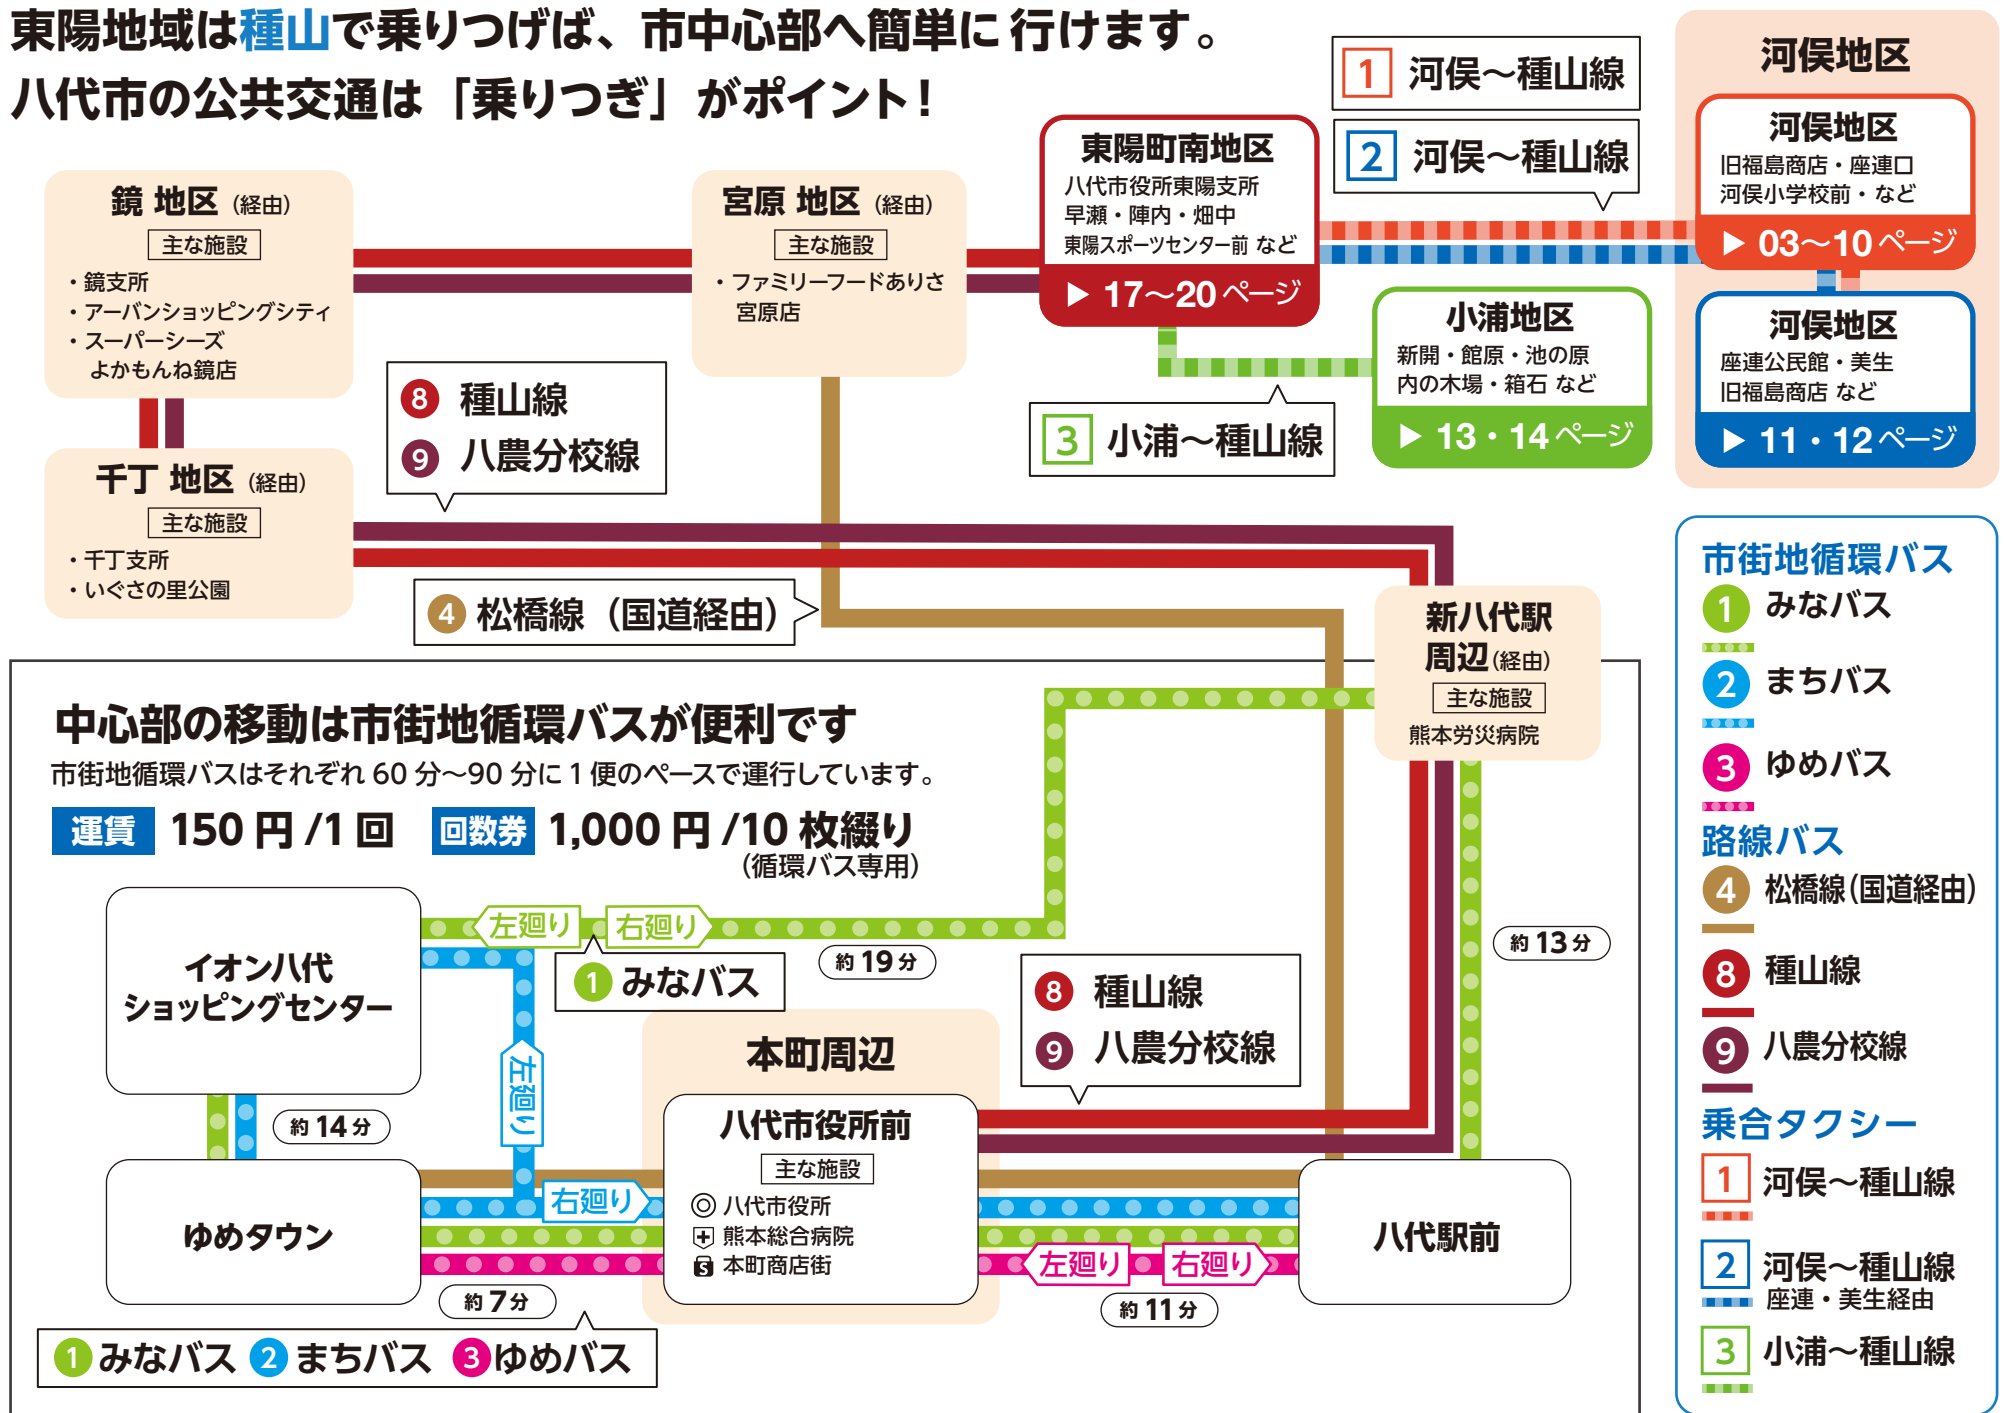 東陽地域は種山で乗りつげば、市中心部へ簡単に 行けます。
八代市の公共交通は「乗りつぎ」がポイント！
1 河俣～種山線
2 河俣～種山線
河俣地区
河俣地区
旧福島商店・座連口
河俣小学校前・など
▶ 03～10 ページ
河俣地区
座連公民館・美生
旧福島商店 など
▶ 11・12 ページ
東陽町南地区
八代市役所東陽支所
早瀬・陣内・畑中
東陽スポーツセンター前 など
▶ 17～20 ページ
小浦地区
新開・館原・池の原
内の木場・箱石 など
▶ 13・14 ページ
3 小浦～種山線
鏡 地区（経由）
主な施設
・鏡支所
・アーバンショッピングシティ
・スーパーシーズ
よかもんね鏡店
宮原 地区（経由）
主な施設
・ファミリーフードありさ
宮原店
8 種山線
9 八農分校線
千丁 地区（経由）
主な施設
・千丁支所
・いぐさの里公園
4 松橋線（国道経由）
新八代駅
周辺（経由）
主な施設
熊本労災病院
中心部の移動は市街地循環バスが便利です
市街地循環バスはそれぞれ 60 分～90 分に 1 便のペースで運行しています。
運賃 150 円 /1 回 回数券 1,000 円 /10 枚綴り
（循環バス専用）
イオン八代
ショッピングセンター
左廻り 右廻り
1 みなバス
約 19 分
約 13 分
左廻り
約 14 分
8 種山線
9 八農分校線
本町周辺
八代市役所前
主な施設
八代市役所
熊本総合病院
S 本町商店街
ゆめタウン
右廻り
約 7 分
左廻り 右廻り
約 11 分
八代駅前
1 みなバス 2 まちバス 3 ゆめバス
市街地循環バス
1 みなバス
2 まちバス
3 ゆめバス
路線バス
4 松橋線（国道経由）
8 種山線
9 八農分校線
乗合タクシー
1 河俣～種山線
2 河俣～種山線
座連・美生経由
3 小浦～種山線